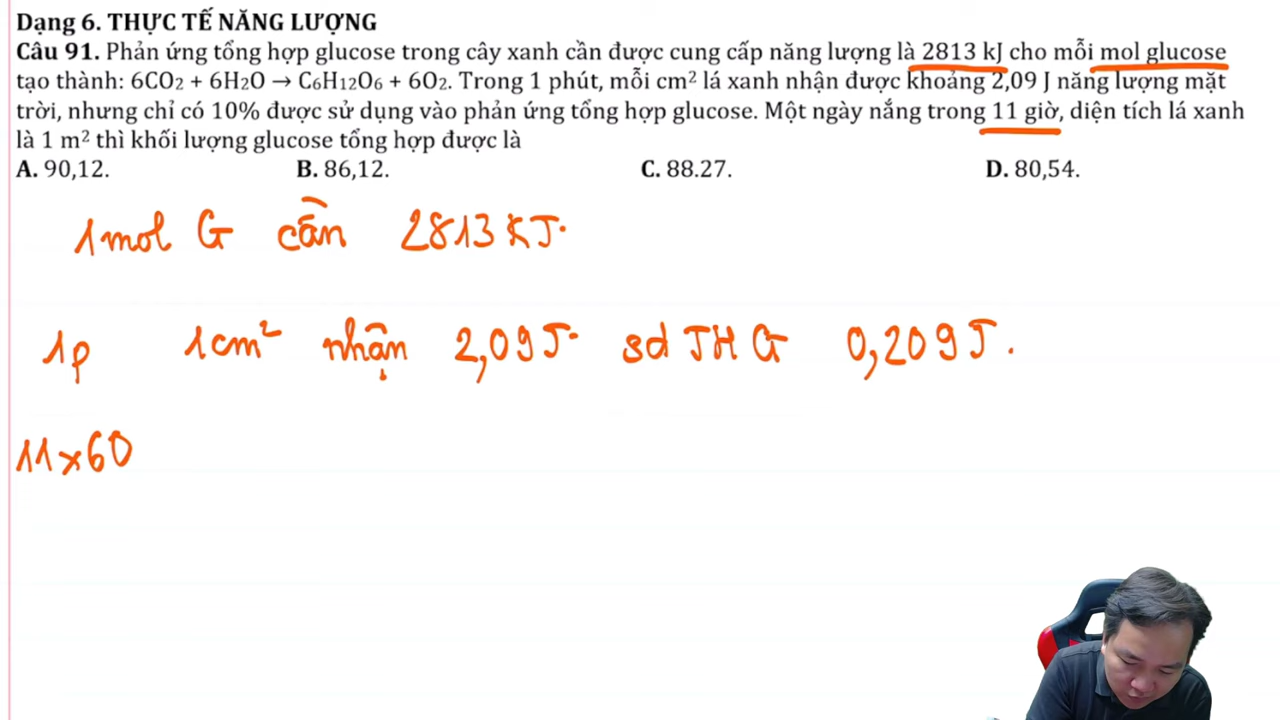 Dạng 6. THỰC TẾ NĂNG LƯỢNG
Câu 91. Phản ứng tổng hợp glucose trong cây xanh cần được cung cấp năng lượng là 2813 kJ cho mỗi mol glucose
tạo thành: 6CO₂ + 6H₂O → C₆H₁₂O₆ + 6O₂. Trong 1 phút, mỗi cm² lá xanh nhận được khoảng 2,09 J năng lượng mặt
trời, nhưng chỉ có 10% được sử dụng vào phản ứng tổng hợp glucose. Một ngày nắng trong 11 giờ, diện tích lá xanh
là 1 m² thì khối lượng glucose tổng hợp được là
A. 90,12. B. 86,12. C. 88.27. D. 80,54.
1mol G cần 2813 KJ.
1p 1cm² nhận 2,09J. sd TH G 0,209J.
11x60